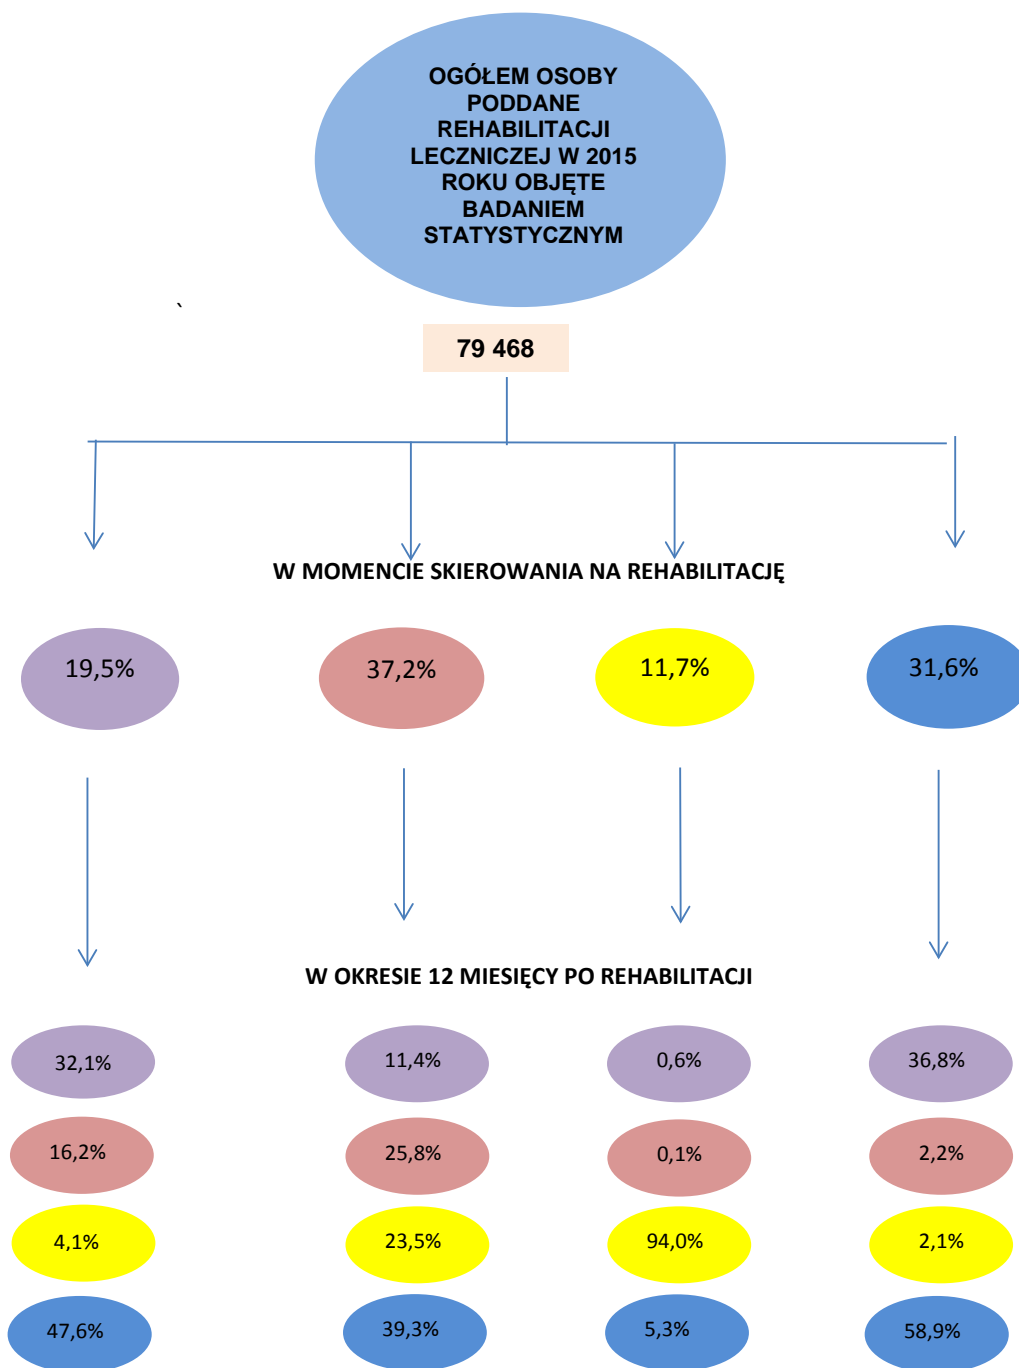 OGÓŁEM OSOBY
PODDANE
REHABILITACJI
LECZNICZEJ W 2015
ROKU OBJĘTE
BADANIEM
STATYSTYCZNYM
`
79 468
W MOMENCIE SKIEROWANIA NA REHABILITACJĘ
19,5% 37,2% 11,7% 31,6%
W OKRESIE 12 MIESIĘCY PO REHABILITACJI
32,1% 11,4% 0,6% 36,8%
16,2% 25,8% 0,1% 2,2%
4,1% 23,5% 94,0% 2,1%
47,6% 39,3% 5,3% 58,9%